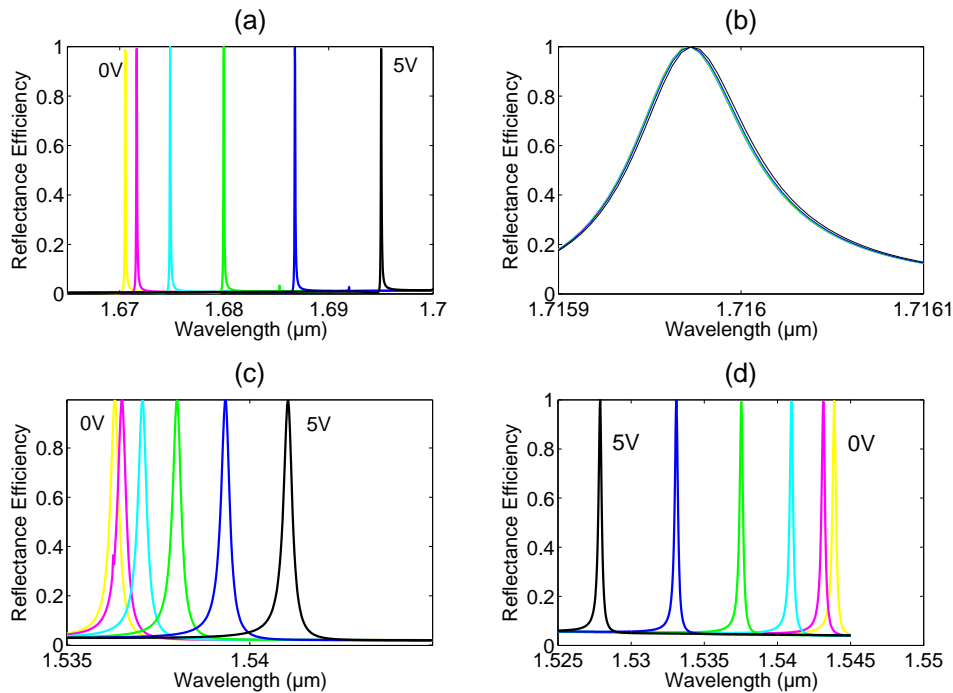 (a)
Reflectance Efficiency
1
0.8
0.6
0.4
0.2
0
0V
5V
1.67 1.68 1.69 1.7
Wavelength (µm)
(b)
Reflectance Efficiency
1
0.8
0.6
0.4
0.2
0
1.7159 1.716 1.7161
Wavelength (µm)
(c)
Reflectance Efficiency
1
0.8
0.6
0.4
0.2
0
0V
5V
1.535 1.54
Wavelength (µm)
(d)
Reflectance Efficiency
1
0.8
0.6
0.4
0.2
0
5V
0V
1.525 1.53 1.535 1.54 1.545 1.55
Wavelength (µm)